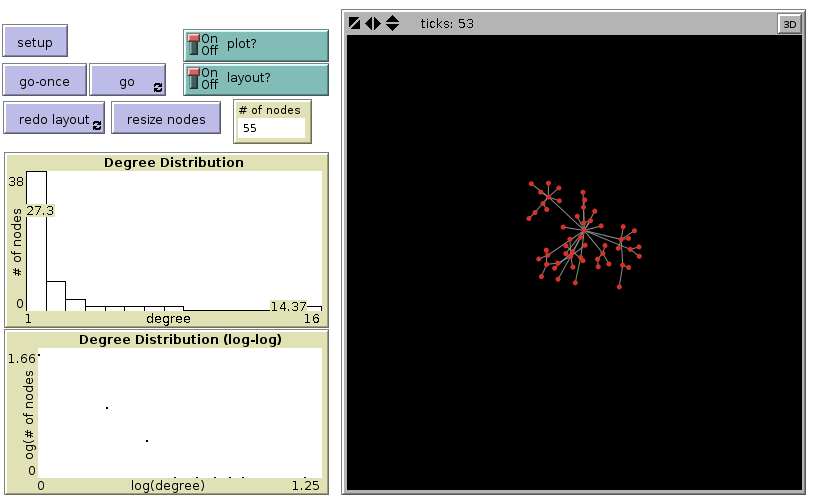 setup
On
Off
plot?
go-once
go
On
Off
layout?
redo layout
resize nodes
# of nodes
55
Degree Distribution
38
27.3
# of nodes
0
14.37
1
degree
16
Degree Distribution (log-log)
1.66
og(# of nodes)
0
0
log(degree)
1.25
ticks: 53
3D